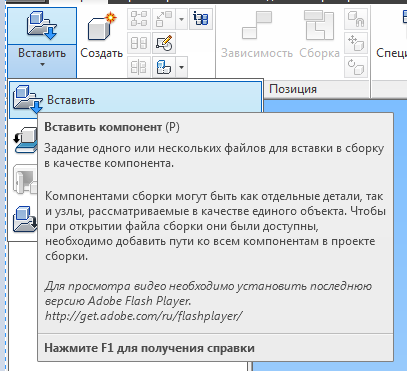 Вставить
Создать
Зависимость
Сборка
Позиция
Вставить
Вставить компонент (P)
Задание одного или нескольких файлов для вставки в сборку
в качестве компонента.
Компонентами сборки могут быть как отдельные детали, так
и узлы, рассматриваемые в качестве единого объекта. Чтобы
при открытии файла сборки они были доступны,
необходимо добавить пути ко всем компонентам в проекте
сборки.
Для просмотра видео необходимо установить последнюю
версию Adobe Flash Player.
http://get.adobe.com/ru/flashplayer/
Нажмите F1 для получения справки